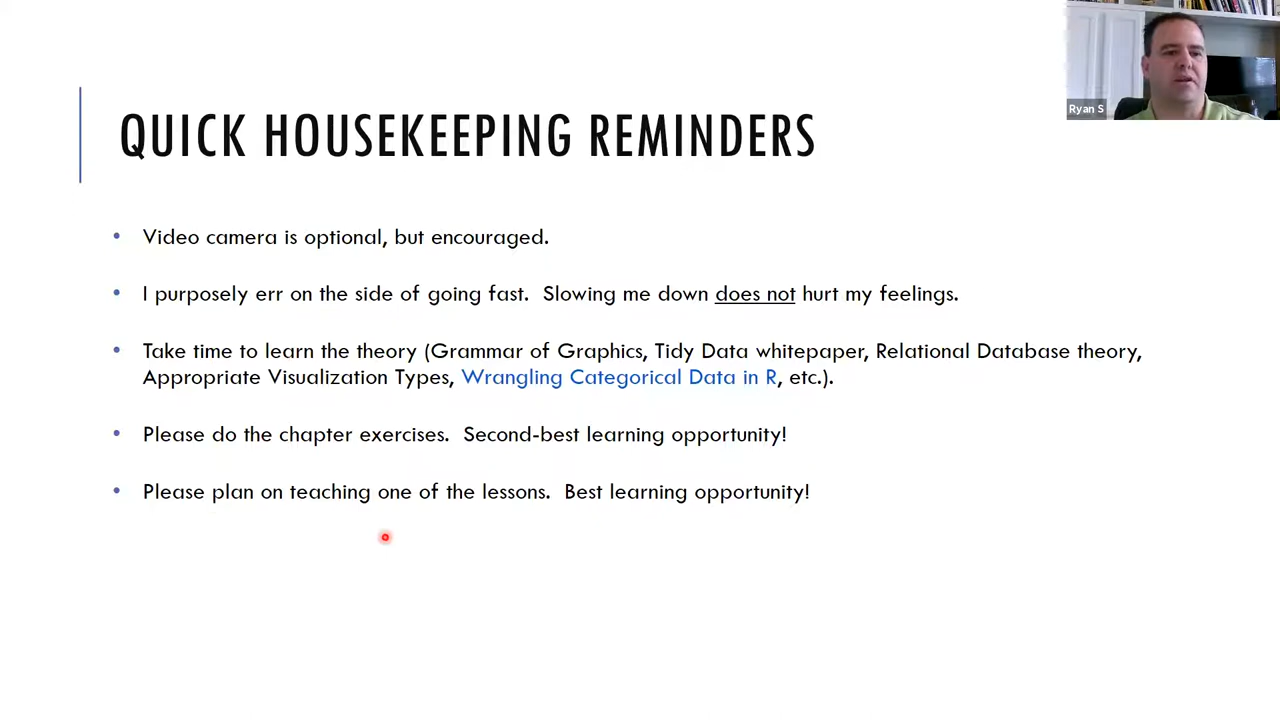 Ryan S
QUICK HOUSEKEEPING REMINDERS
• Video camera is optional, but encouraged.
• I purposely err on the side of going fast.  Slowing me down does not hurt my feelings.
• Take time to learn the theory (Grammar of Graphics, Tidy Data whitepaper, Relational Database theory,
Appropriate Visualization Types, Wrangling Categorical Data in R, etc.).
• Please do the chapter exercises.  Second-best learning opportunity!
• Please plan on teaching one of the lessons.  Best learning opportunity!